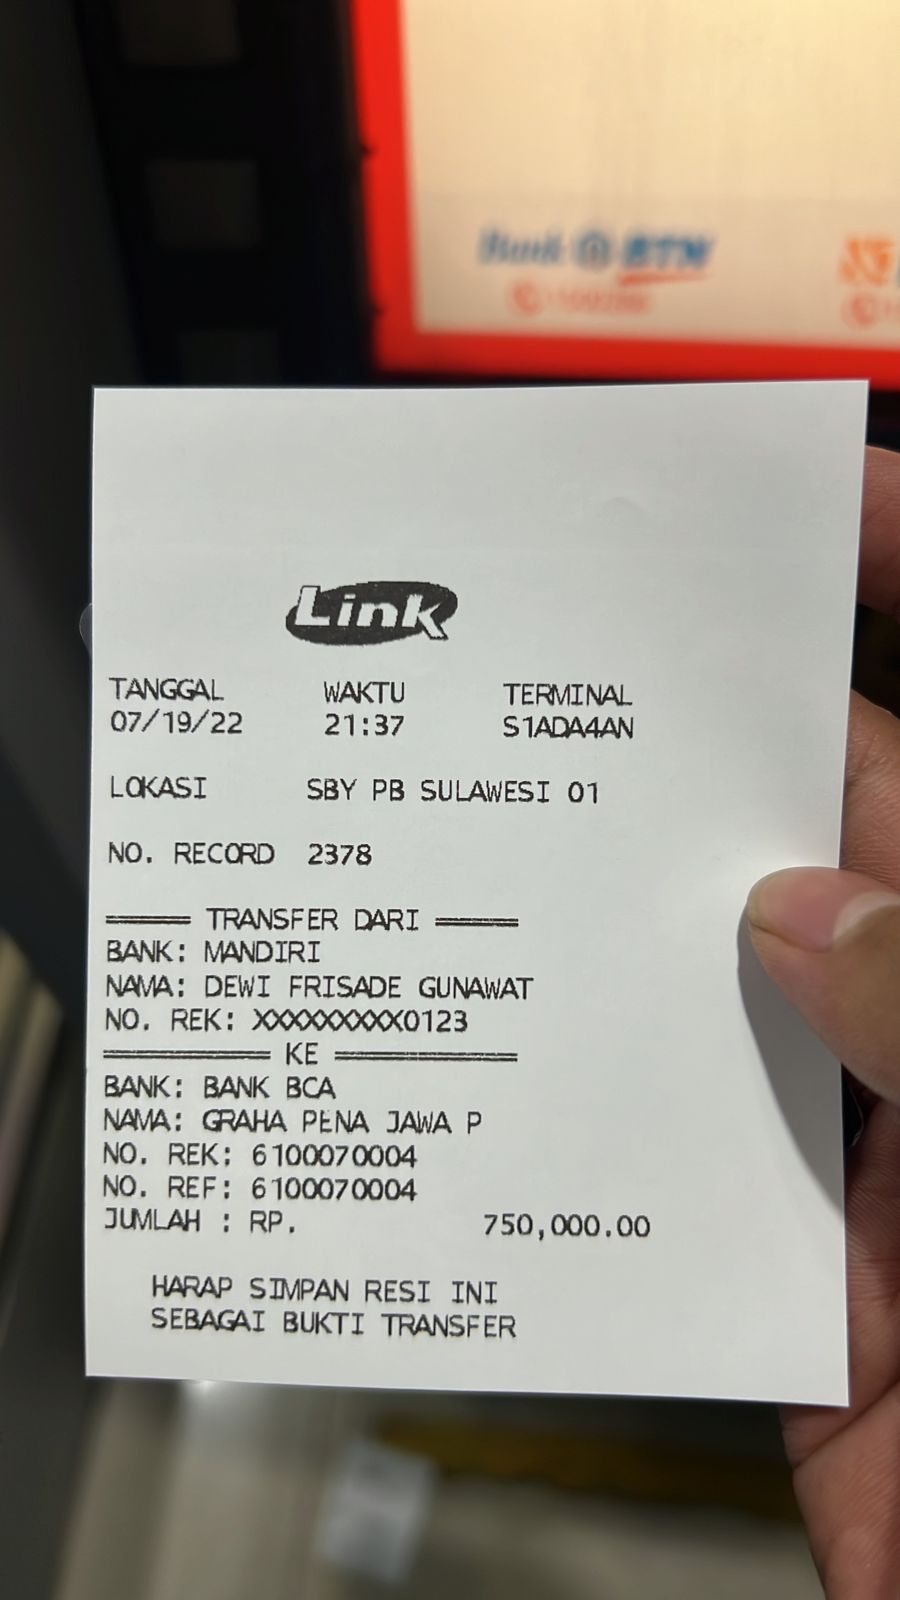 Bank BTN
Link
TANGGAL WAKTU TERMINAL
07/19/22 21:37 S1ADA4AN
LOKASI SBY PB SULAWESI 01
NO. RECORD 2378
===== TRANSFER DARI =====
BANK: MANDIRI
NAMA: DEWI FRISADE GUNAWAT
NO. REK: XXXXXXXXX0123
========== KE ===========
BANK: BANK BCA
NAMA: GRAHA PENA JAWA P
NO. REK: 6100070004
NO. REF: 6100070004
JUMLAH : RP. 750,000.00
HARAP SIMPAN RESI INI
SEBAGAI BUKTI TRANSFER